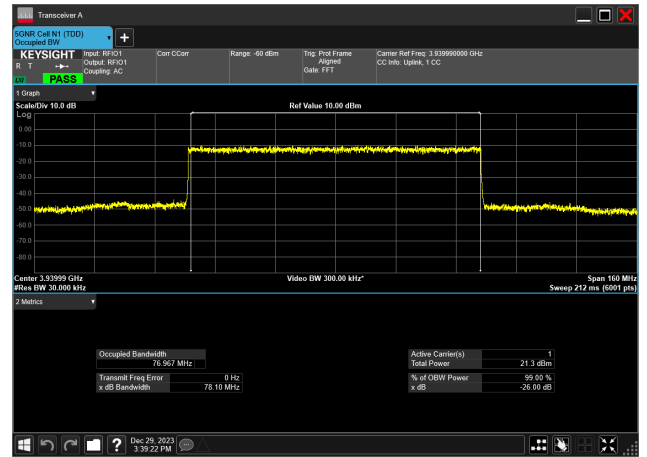 Transceiver A
5GNR Cell N1 (TDD)
Occupied BW
KEYSIGHT
R T
LXI
PASS
Input: RFIO1
Output: RFIO1
Coupling: AC
Corr CCorr
Range: -60 dBm
Trig: Prot Frame
Aligned
Gate: FFT
Carrier Ref Freq: 3.939990000 GHz
CC Info: Uplink, 1 CC
1 Graph
Scale/Div 10.0 dB
Ref Value 10.00 dBm
Log
0.00
-10.0
-20.0
-30.0
-40.0
-50.0
-60.0
-70.0
-80.0
Center 3.93999 GHz
Video BW 300.00 kHz*
Span 160 MHz
#Res BW 30.000 kHz
Sweep 212 ms (6001 pts)
2 Metrics
Occupied Bandwidth
76.967 MHz
Active Carrier(s) 1
Total Power 21.3 dBm
Transmit Freq Error 0 Hz
x dB Bandwidth 78.10 MHz
% of OBW Power 99.00 %
x dB -26.00 dB
Dec 29, 2023
3:39:22 PM